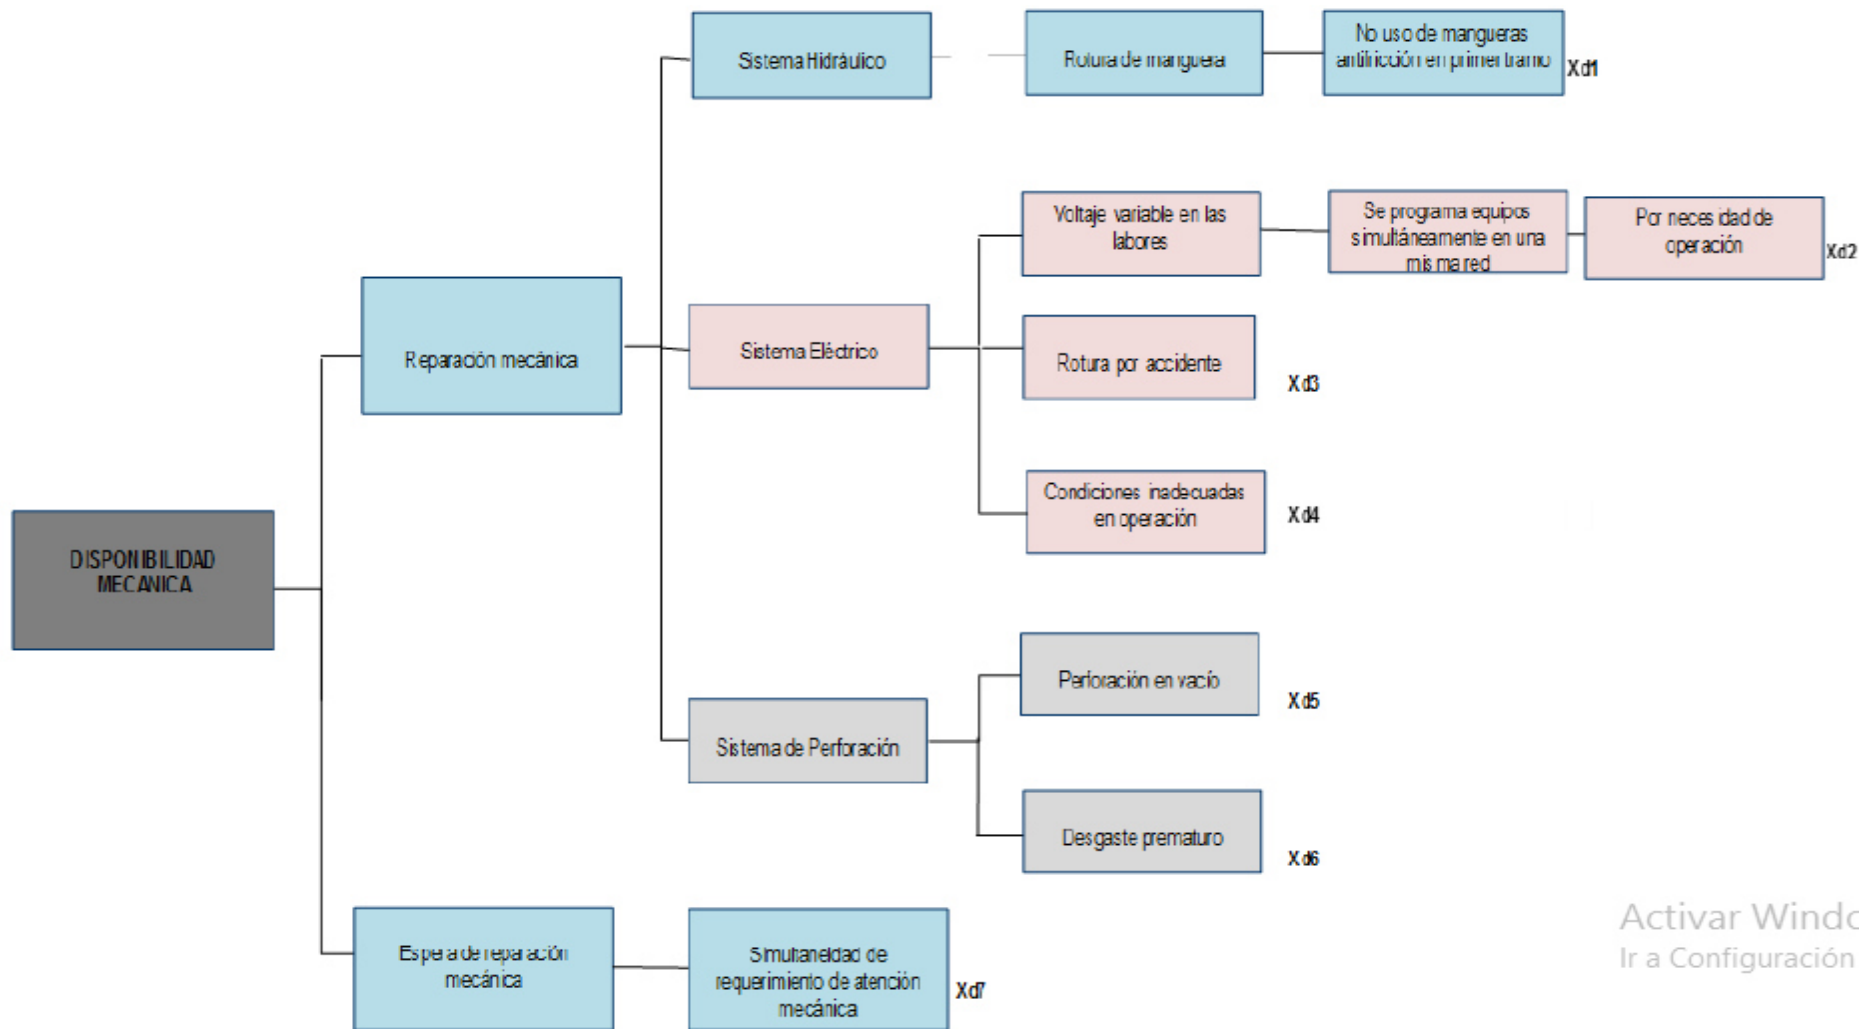 Sistema Hidráulico
Rotura de manguera
No uso de mangueras
antifricción en primer tramo
Xd1
Voltaje variable en las
labores
Se programa equipos
simultáneamente en una
misma red
Por necesidad de
operación
Xd2
Reparación mecánica
Sistema Eléctrico
Rotura por accidente
Xd3
Condiciones inadecuadas
en operación
Xd4
DISPONIBILIDAD
MECANICA
Sistema de Perforación
Perforación en vacío
Xd5
Desgaste prematuro
Xd6
Espera de reparación
mecánica
Simultaneidad de
requerimiento de atención
mecánica
Xd7
Activar Windo
Ir a Configuración